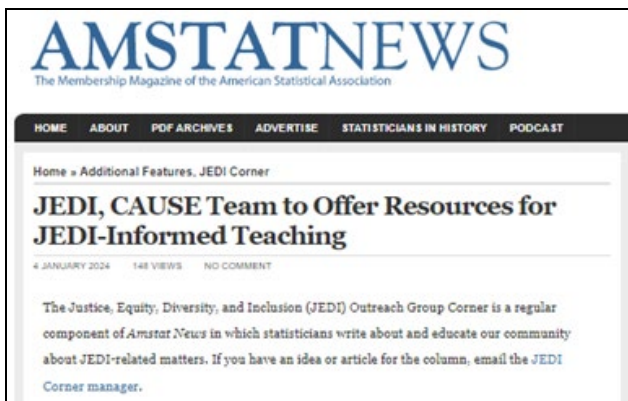 AMSTATNEWS
The Membership Magazine of the American Statistical Association
HOME ABOUT PDF ARCHIVES ADVERTISE STATISTICIANS IN HISTORY PODCAST
Home » Additional Features, JEDI Corner
JEDI, CAUSE Team to Offer Resources for
JEDI-Informed Teaching
4 JANUARY 2024 148 VIEWS NO COMMENT
The Justice, Equity, Diversity, and Inclusion (JEDI) Outreach Group Corner is a regular
component of Amstat News in which statisticians write about and educate our community
about JEDI-related matters. If you have an idea or article for the column, email the JEDI
Corner manager.